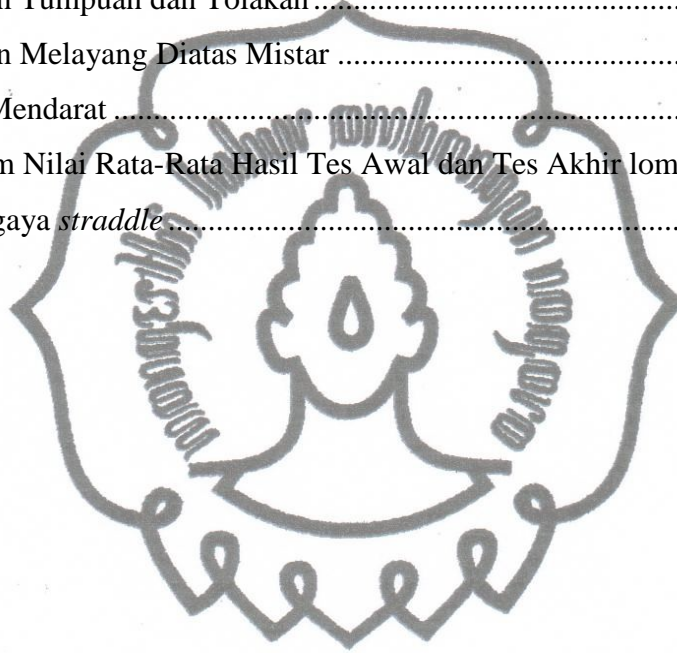 n Tumpuan dan Tolakan..............................................
n Melayang Diatas Mistar ..........................................
Mendarat ......................................................................
m Nilai Rata-Rata Hasil Tes Awal dan Tes Akhir lom
gaya straddle ..............................................................